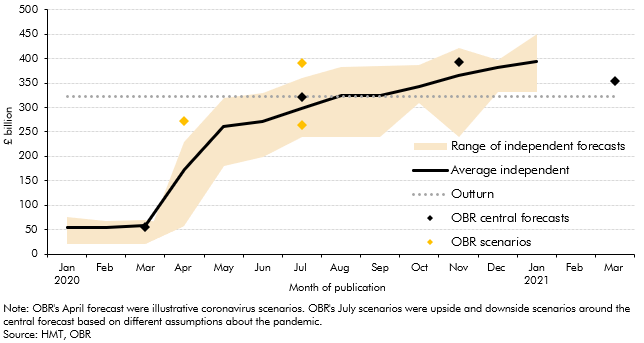 500
450
400
350
300
250
200
150
100
50
0
£ billion
Range of independent forecasts
Average independent
Outturn
OBR central forecasts
OBR scenarios
Jan Feb Mar Apr May Jun Jul Aug Sep Oct Nov Dec Jan Feb Mar
2020 2021
Month of publication
Note: OBR's April forecast were illustrative coronavirus scenarios. OBR's July scenarios were upside and downside scenarios around the
central forecast based on different assumptions about the pandemic.
Source: HMT, OBR